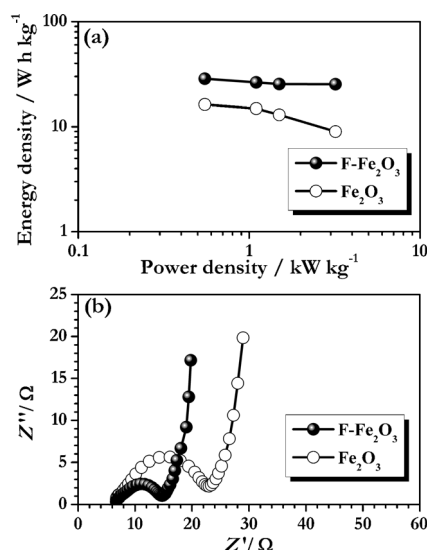 (a)
Energy density / W h kg⁻¹
100
10
1
F-Fe₂O₃
Fe₂O₃
0.1 1 10
Power density / kW kg⁻¹
(b)
Z''/ Ω
25
20
15
10
5
0
F-Fe₂O₃
Fe₂O₃
0 10 20 30 40 50 60
Z'/ Ω